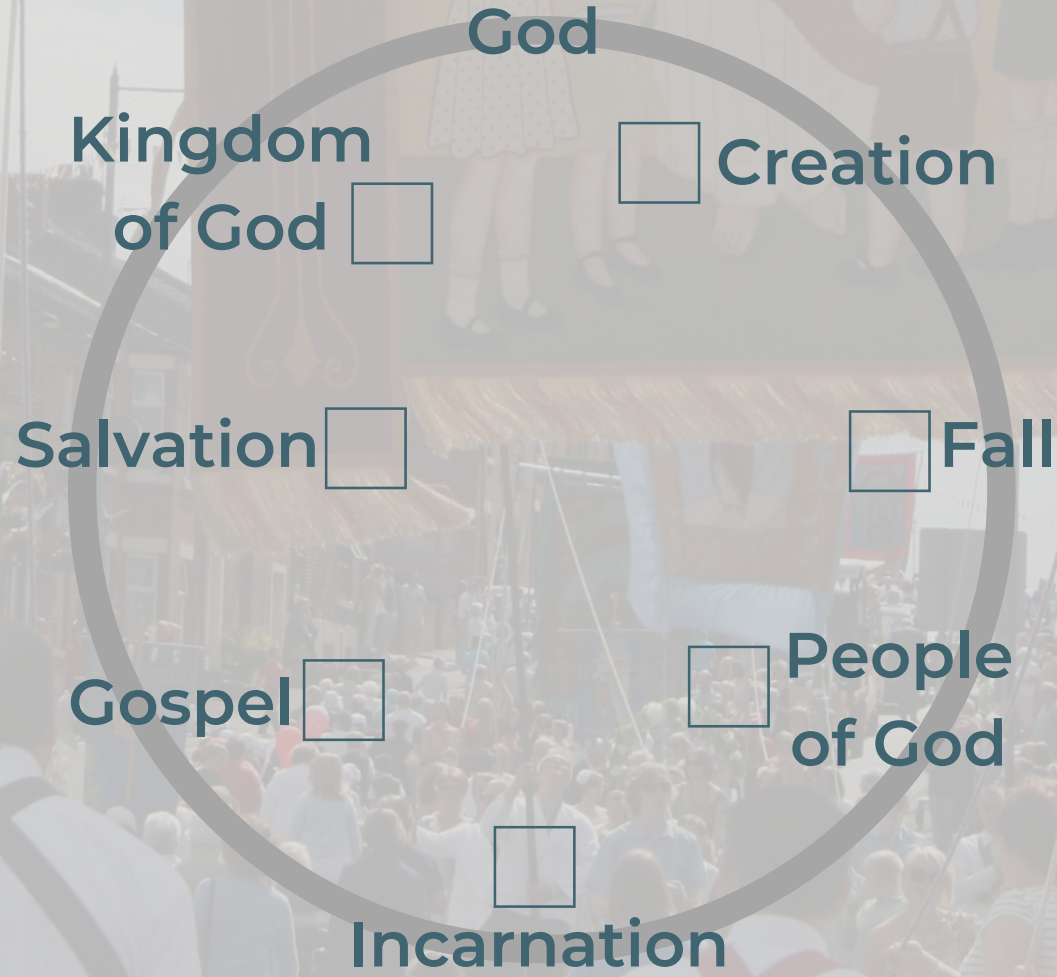 God
Kingdom
of God
Creation
Salvation
Fall
Gospel
People
of God
Incarnation